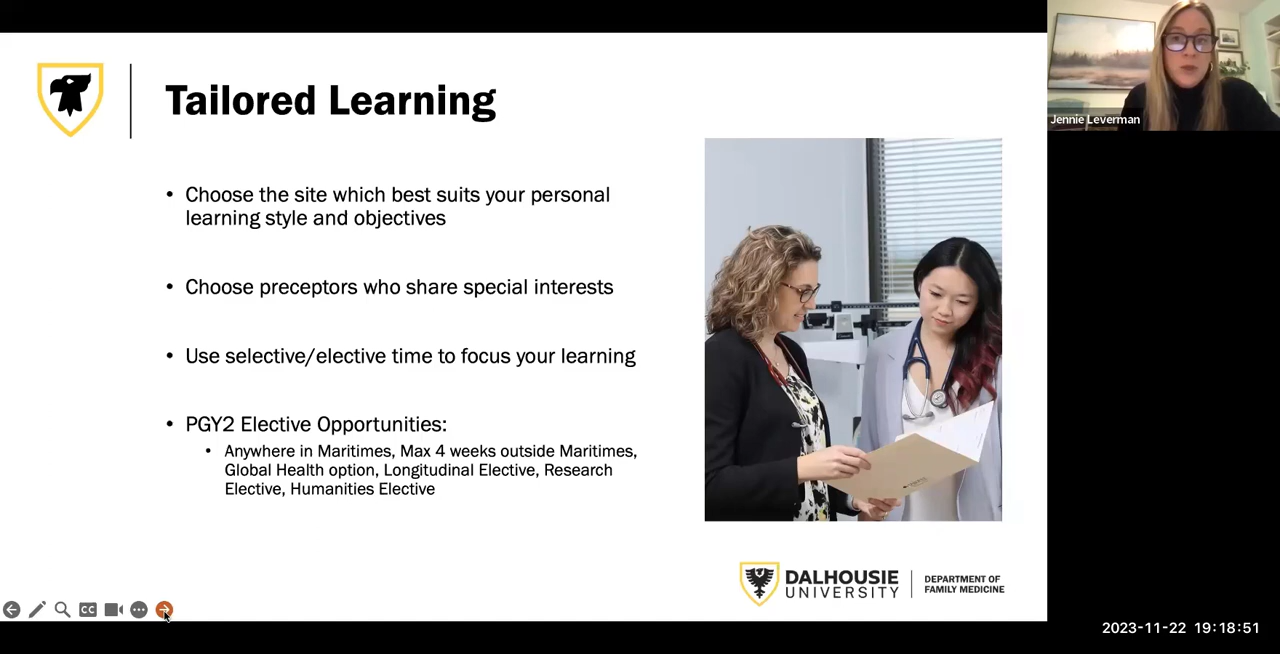 Tailored Learning
• Choose the site which best suits your personal
learning style and objectives
• Choose preceptors who share special interests
• Use selective/elective time to focus your learning
• PGY2 Elective Opportunities:
• Anywhere in Maritimes, Max 4 weeks outside Maritimes,
Global Health option, Longitudinal Elective, Research
Elective, Humanities Elective
DALHOUSIE
UNIVERSITY
DEPARTMENT OF
FAMILY MEDICINE
CC
Jennie Leverman
2023-11-22 19:18:51